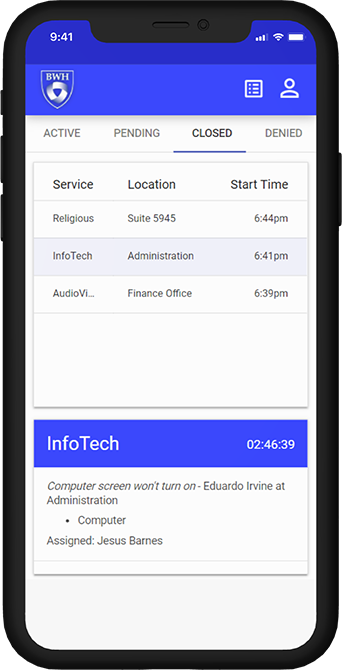 9:41
BWH
ACTIVE PENDING CLOSED DENIED
Service Location Start Time
Religious Suite 5945 6:44pm
InfoTech Administration 6:41pm
AudioVi... Finance Office 6:39pm
InfoTech 02:46:39
Computer screen won't turn on - Eduardo Irvine at
Administration
• Computer
Assigned: Jesus Barnes